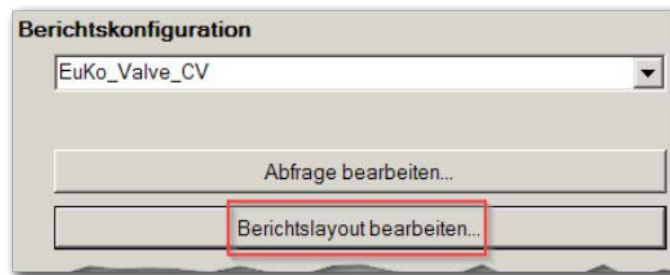 Berichtskonfiguration
EuKo_Valve_CV
Abfrage bearbeiten...
Berichtslayout bearbeiten...